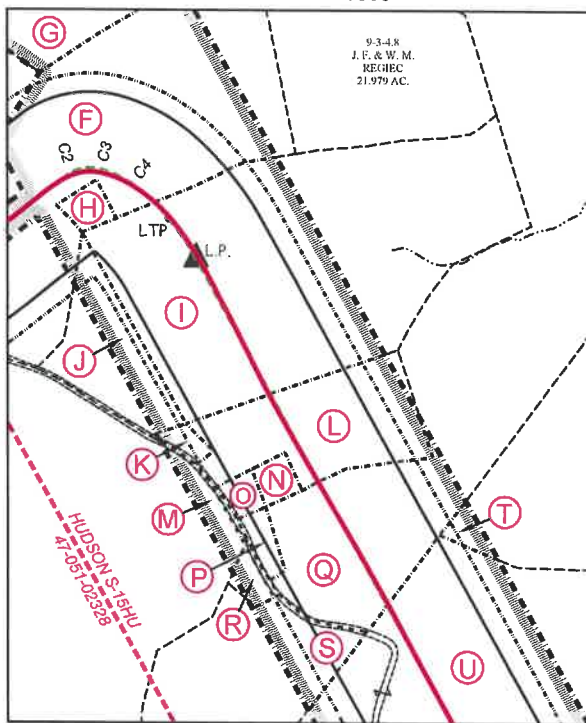 G
9-3-4.8
J. F. & W. M.
REGIEC
21.979 AC.
F
C2
C3
C4
H
LTP
L.P.
I
J
L
K
N
O
M
T
P
Q
HUDSON S-15HU
47-051-02328
R
S
U